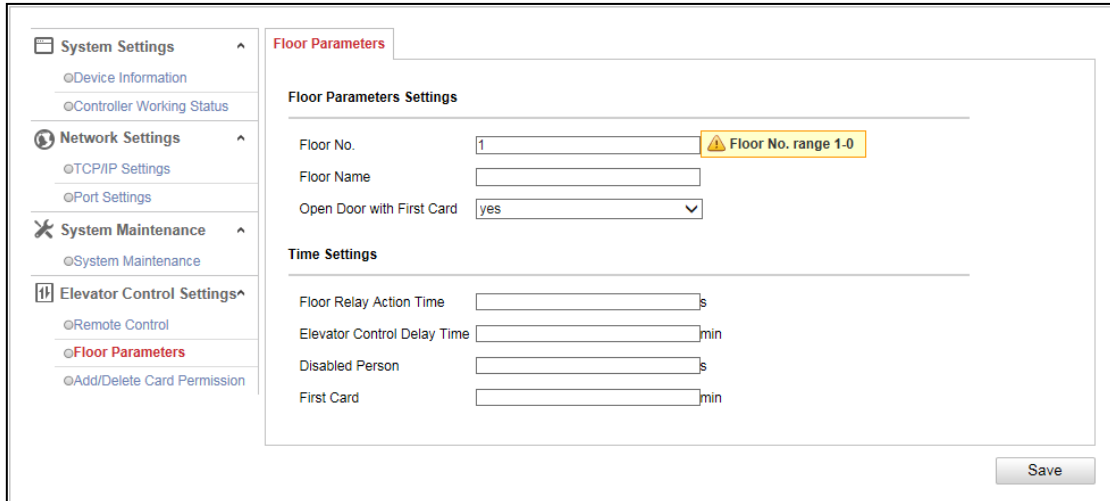 System Settings
Device Information
Controller Working Status
Network Settings
TCP/IP Settings
Port Settings
System Maintenance
System Maintenance
Elevator Control Settings
Remote Control
Floor Parameters
Add/Delete Card Permission
Floor Parameters
Floor Parameters Settings
Floor No. 1 Floor No. range 1-0
Floor Name
Open Door with First Card yes
Time Settings
Floor Relay Action Time s
Elevator Control Delay Time min
Disabled Person s
First Card min
Save